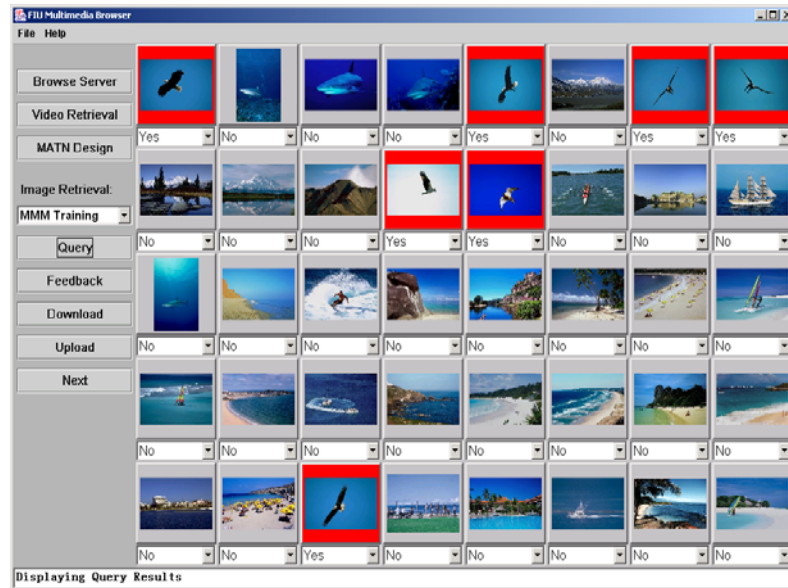 FIU Multimedia Browser
File Help
Browse Server
Video Retrieval
MATN Design
Image Retrieval:
MMM Training
Query
Feedback
Download
Upload
Next
Yes No No No Yes No Yes Yes
No No No Yes Yes No No No
No No No No No No No No
No No No No No No No No
No No Yes No No No No No
Displaying Query Results